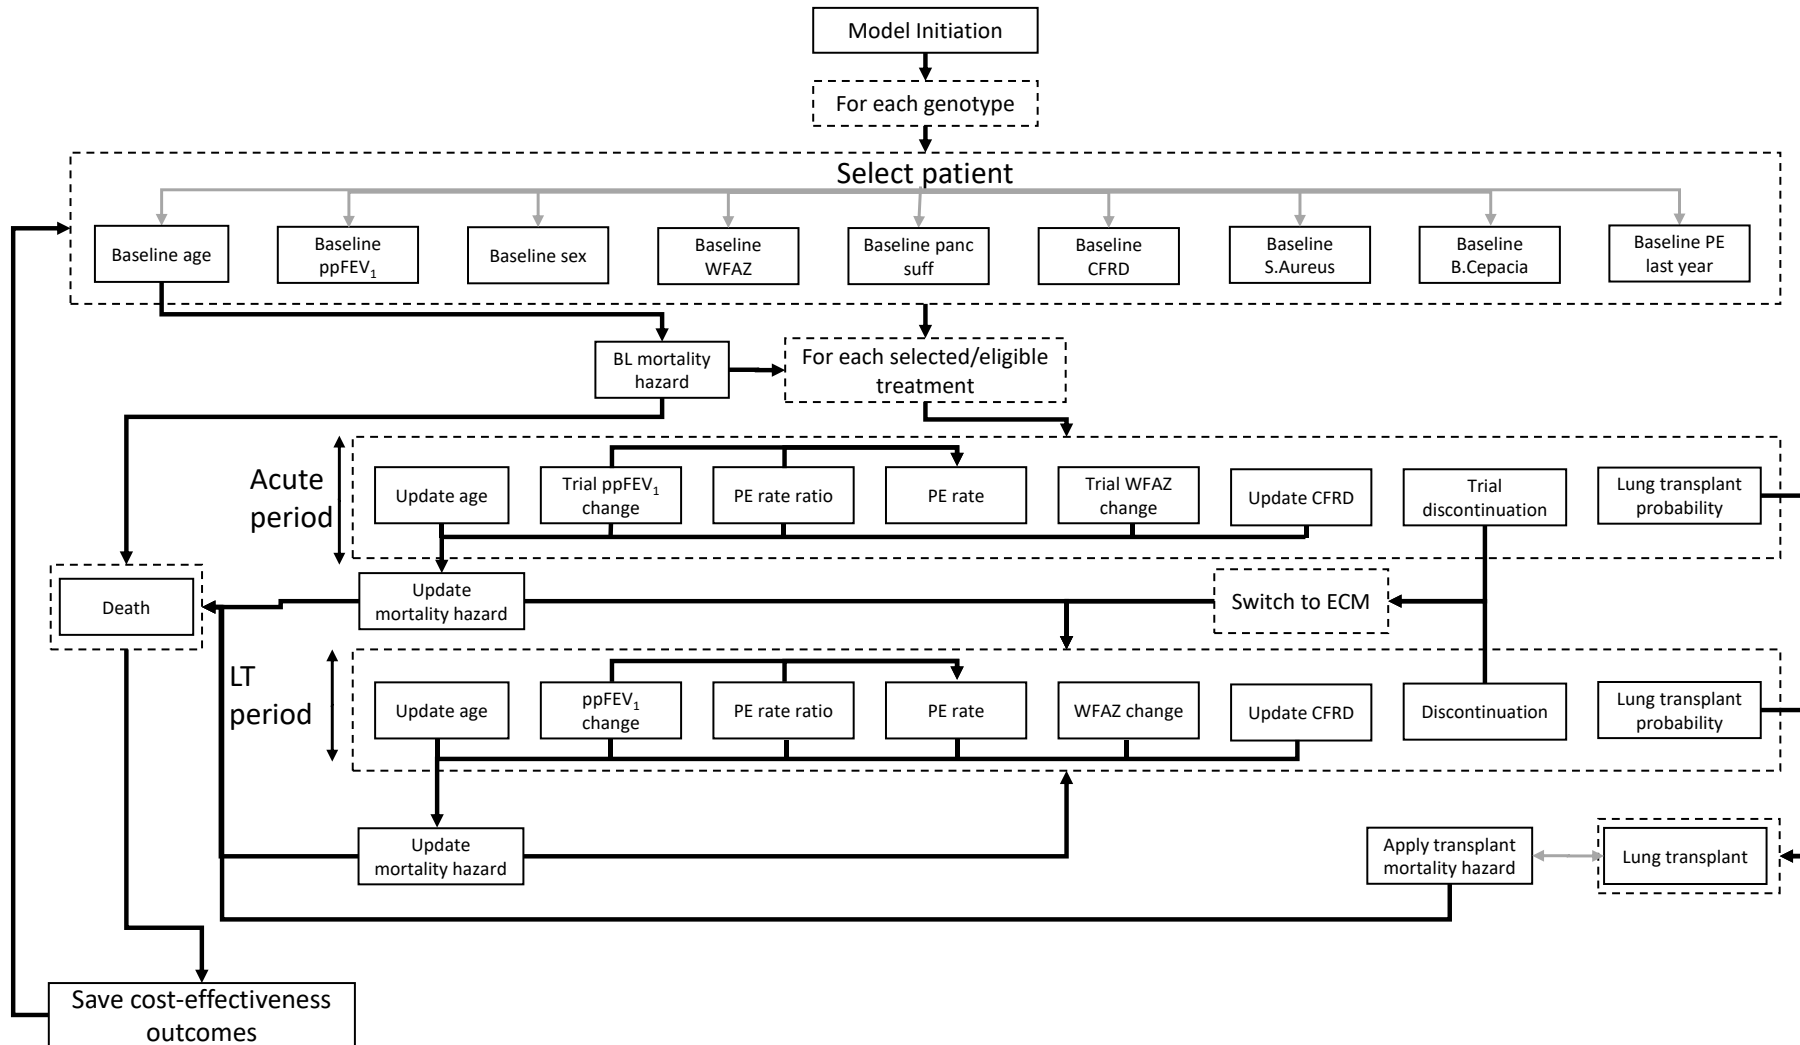 Model Initiation
For each genotype
Select patient
Baseline age
Baseline
ppFEV₁
Baseline sex
Baseline
WFAZ
Baseline panc
suff
Baseline
CFRD
Baseline
S.Aureus
Baseline
B.Cepacia
Baseline PE
last year
BL mortality
hazard
For each selected/eligible
treatment
Acute
period
Update age
Trial ppFEV₁
change
PE rate ratio
PE rate
Trial WFAZ
change
Update CFRD
Trial
discontinuation
Lung transplant
probability
Death
Update
mortality hazard
Switch to ECM
LT
period
Update age
ppFEV₁
change
PE rate ratio
PE rate
WFAZ change
Update CFRD
Discontinuation
Lung transplant
probability
Update
mortality hazard
Apply transplant
mortality hazard
Lung transplant
Save cost-effectiveness
outcomes